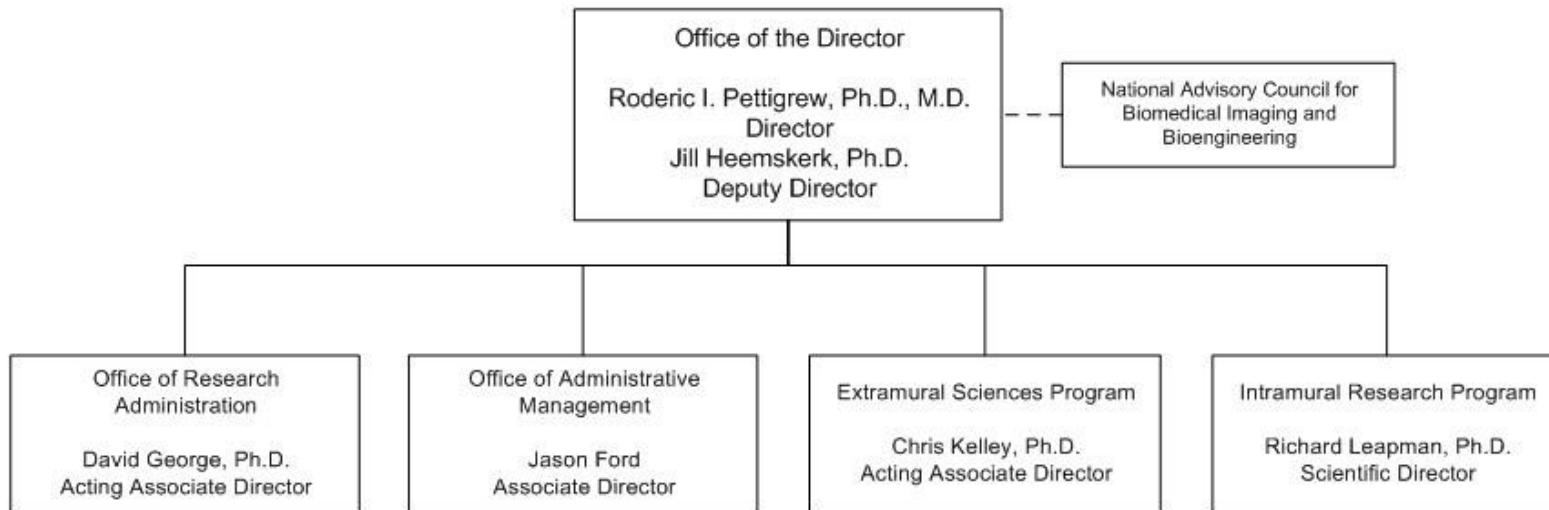 Office of the Director
Roderic I. Pettigrew, Ph.D., M.D.
Director
Jill Heemskerk, Ph.D.
Deputy Director
National Advisory Council for
Biomedical Imaging and
Bioengineering
Office of Research
Administration
David George, Ph.D.
Acting Associate Director
Office of Administrative
Management
Jason Ford
Associate Director
Extramural Sciences Program
Chris Kelley, Ph.D.
Acting Associate Director
Intramural Research Program
Richard Leapman, Ph.D.
Scientific Director